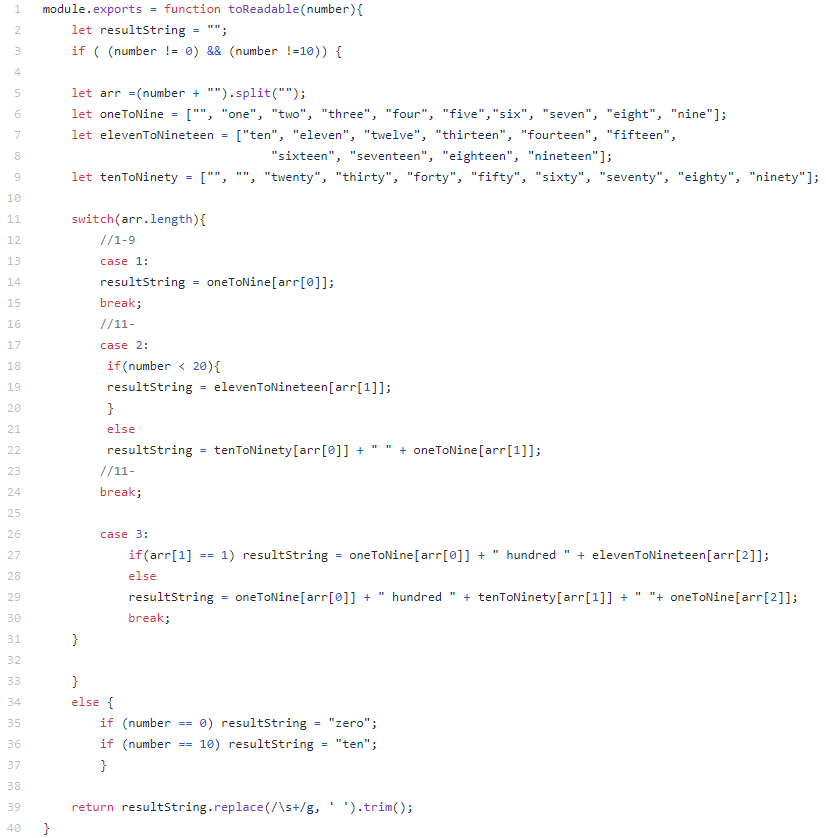 1 module.exports = function toReadable(number){
2 let resultString = "";
3 if ( (number != 0) && (number !=10)) {
4
5 let arr =(number + "").split("");
6 let oneToNine = ["", "one", "two", "three", "four", "five","six", "seven", "eight", "nine"];
7 let elevenToNineteen = ["ten", "eleven", "twelve", "thirteen", "fourteen", "fifteen",
8 "sixteen", "seventeen", "eighteen", "nineteen"];
9 let tenToNinety = ["", "", "twenty", "thirty", "forty", "fifty", "sixty", "seventy", "eighty", "ninety"];
10
11 switch(arr.length){
12 //1-9
13 case 1:
14 resultString = oneToNine[arr[0]];
15 break;
16 //11-
17 case 2:
18 if(number < 20){
19 resultString = elevenToNineteen[arr[1]];
20 }
21 else
22 resultString = tenToNinety[arr[0]] + " " + oneToNine[arr[1]];
23 //11-
24 break;
25
26 case 3:
27 if(arr[1] == 1) resultString = oneToNine[arr[0]] + " hundred " + elevenToNineteen[arr[2]];
28 else
29 resultString = oneToNine[arr[0]] + " hundred " + tenToNinety[arr[1]] + " "+ oneToNine[arr[2]];
30 break;
31 }
32
33 }
34 else {
35 if (number == 0) resultString = "zero";
36 if (number == 10) resultString = "ten";
37 }
38
39 return resultString.replace(/\s+/g, ' ').trim();
40 }